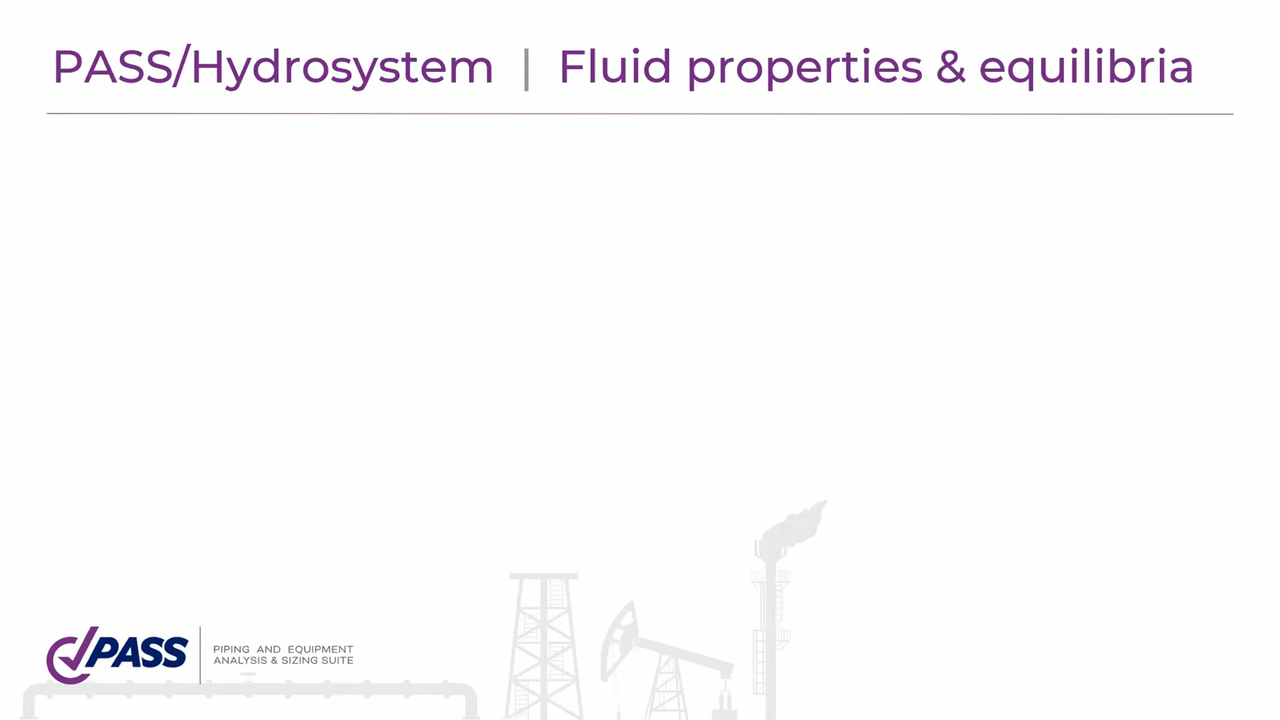 PASS/Hydrosystem | Fluid properties & equilibria
PASS
PIPING AND EQUIPMENT
ANALYSIS & SIZING SUITE